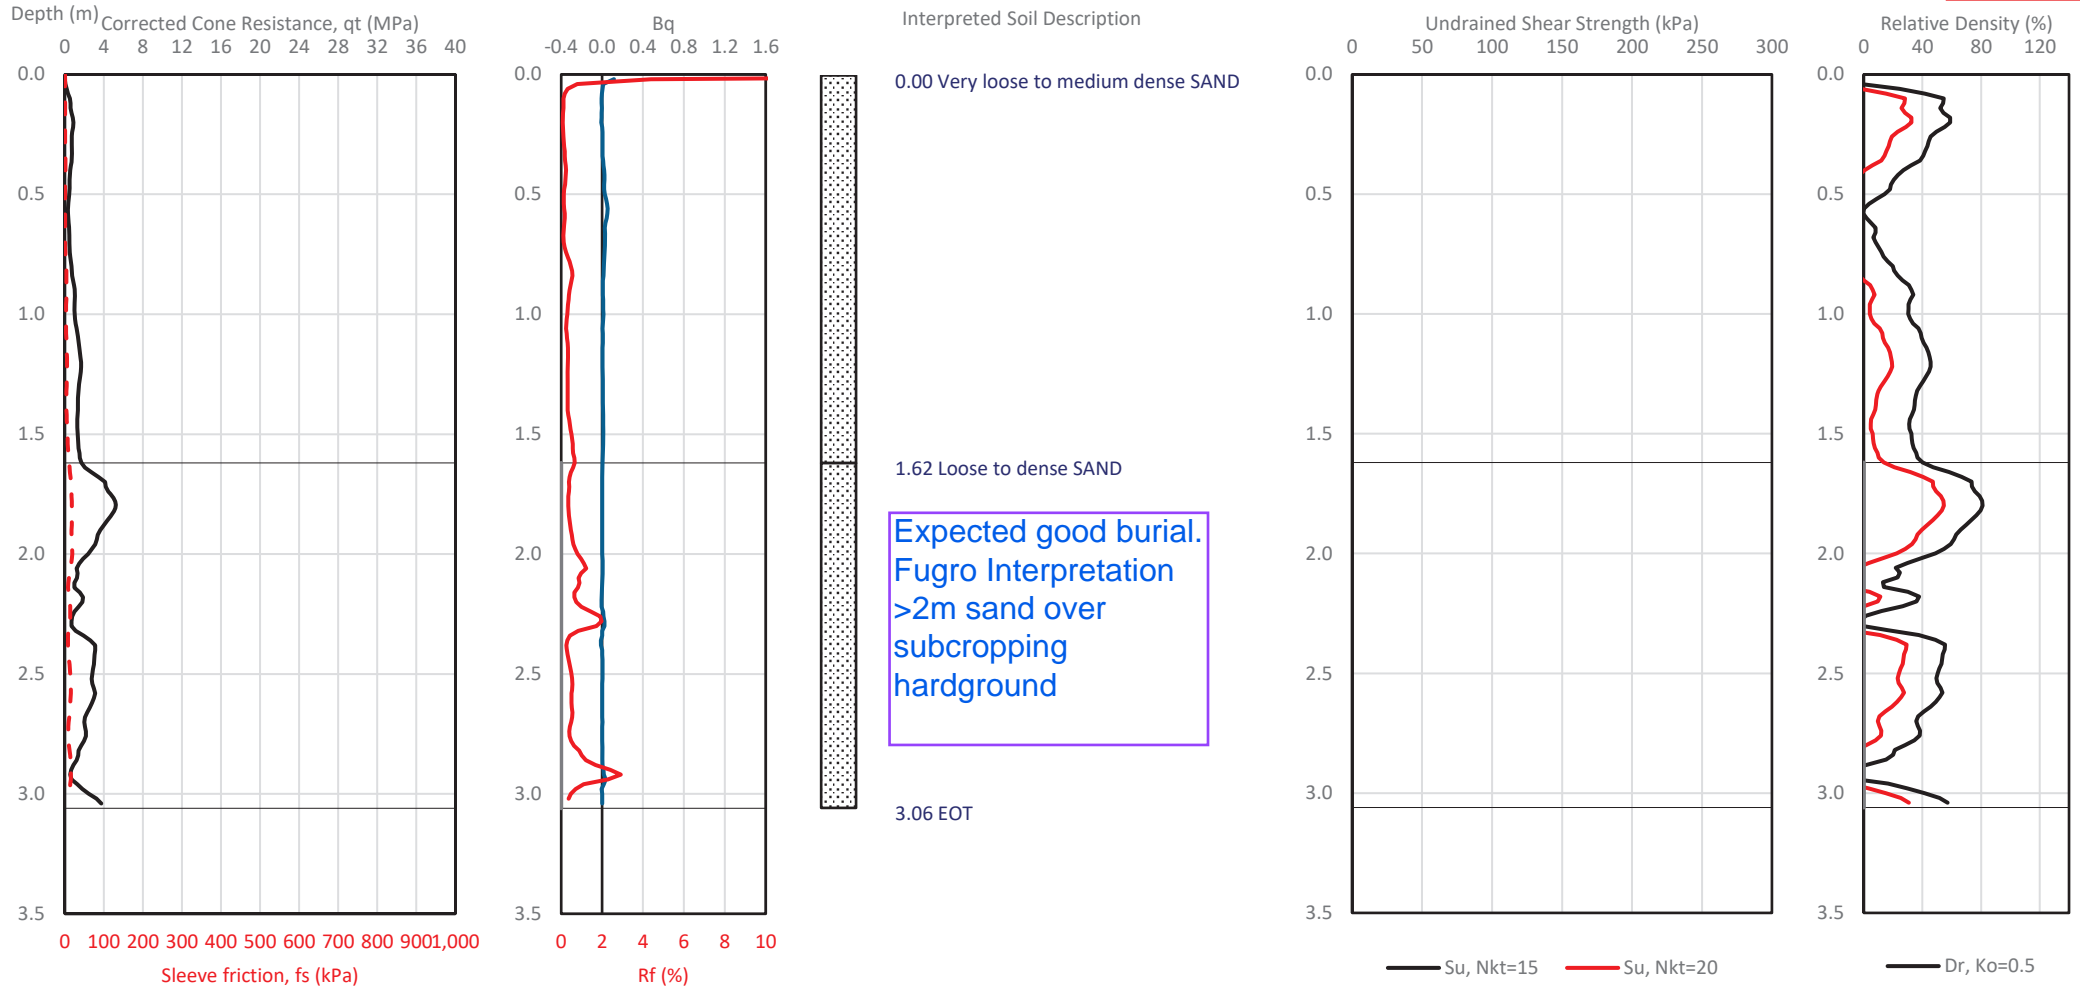 Depth (m)
Corrected Cone Resistance, qt (MPa)
0 4 8 12 16 20 24 28 32 36 40
0.0
0.5
1.0
1.5
2.0
2.5
3.0
3.5
0 100 200 300 400 500 600 700 800 900 1,000
Sleeve friction, fs (kPa)
Bq
-0.4 0.0 0.4 0.8 1.2 1.6
0.0
0.5
1.0
1.5
2.0
2.5
3.0
3.5
0 2 4 6 8 10
Rf (%)
Interpreted Soil Description
0.00 Very loose to medium dense SAND
1.62 Loose to dense SAND
Expected good burial.
Fugro Interpretation
>2m sand over
subcropping
hardground
3.06 EOT
Undrained Shear Strength (kPa)
0 50 100 150 200 250 300
0.0
0.5
1.0
1.5
2.0
2.5
3.0
3.5
Su, Nkt=15 Su, Nkt=20
Relative Density (%)
0 40 80 120
0.0
0.5
1.0
1.5
2.0
2.5
3.0
3.5
Dr, Ko=0.5